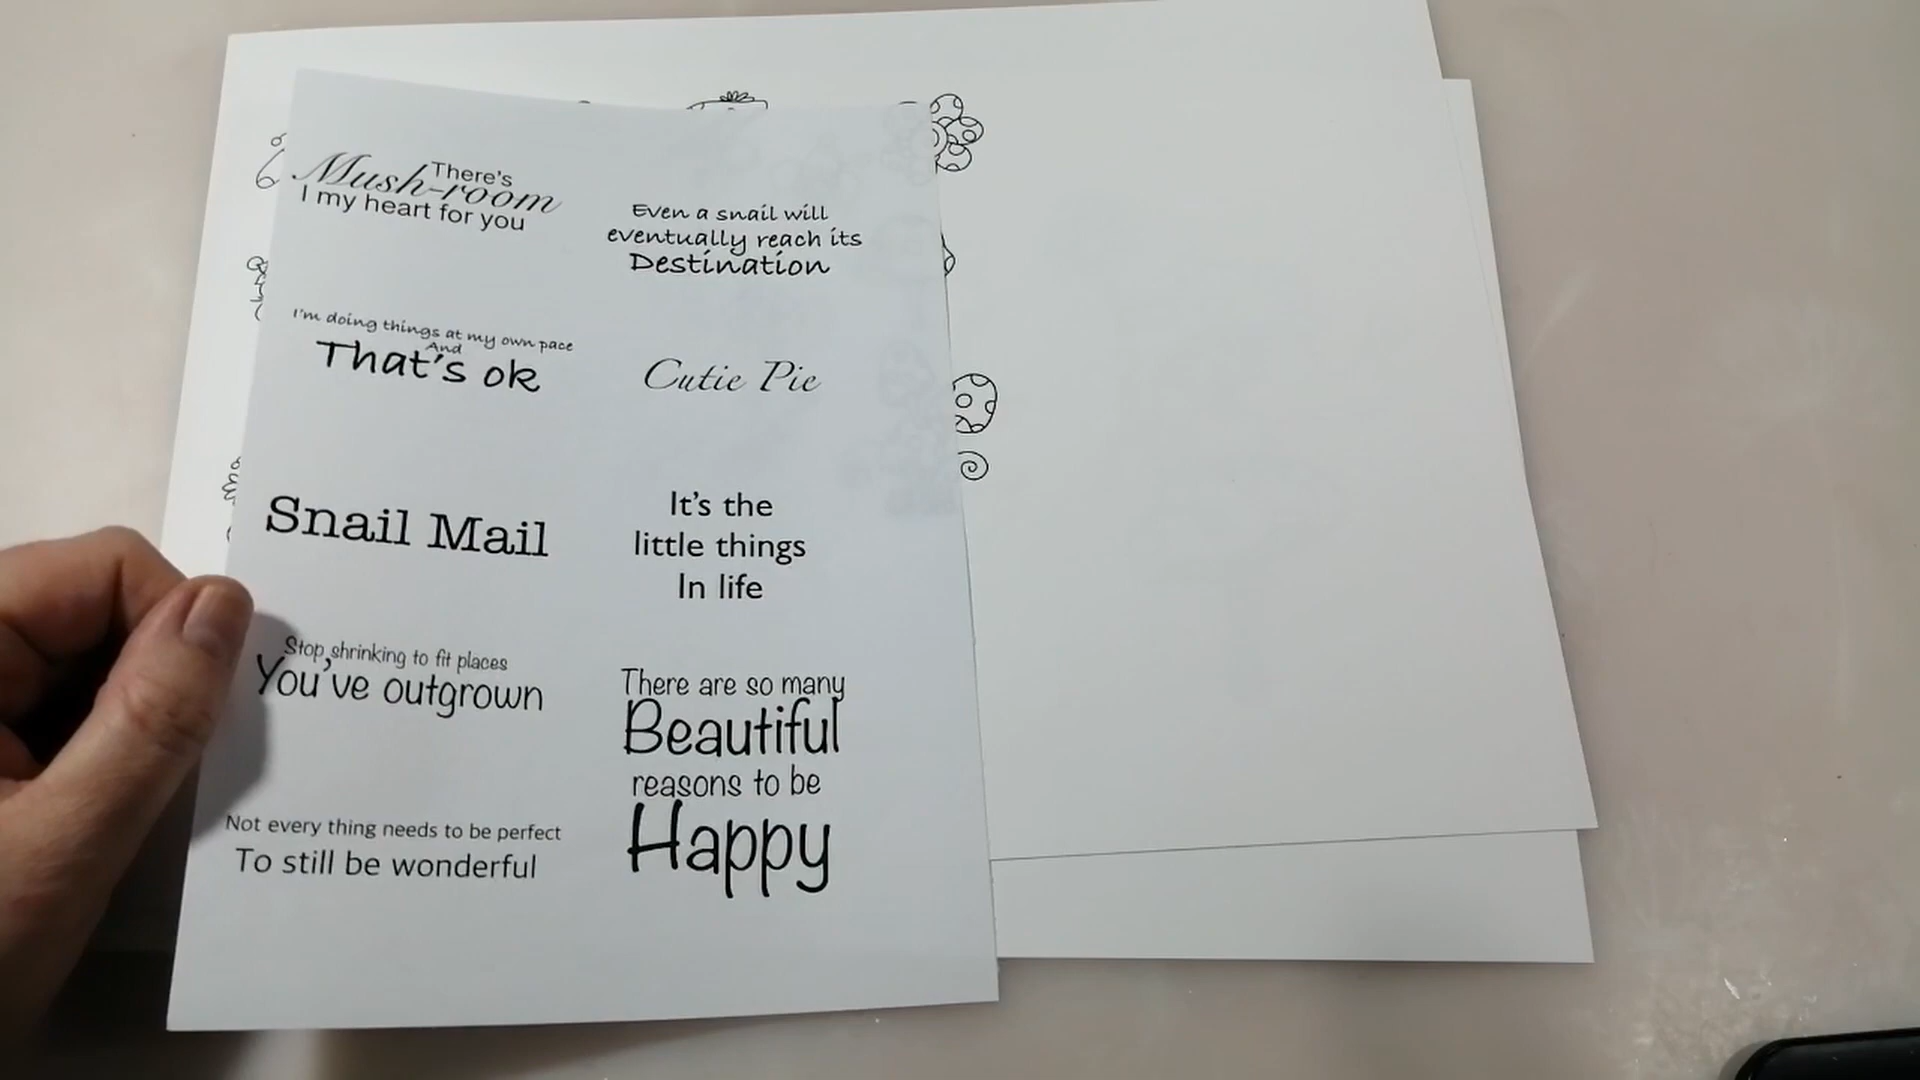 There's
Mush-room
I my heart for you
Even a snail will
eventually reach its
Destination
I'm doing things at my own pace
And
That's ok
Cutie Pie
Snail Mail
It's the
little things
In life
Stop shrinking to fit places
You've outgrown
There are so many
Beautiful
reasons to be
Happy
Not every thing needs to be perfect
To still be wonderful